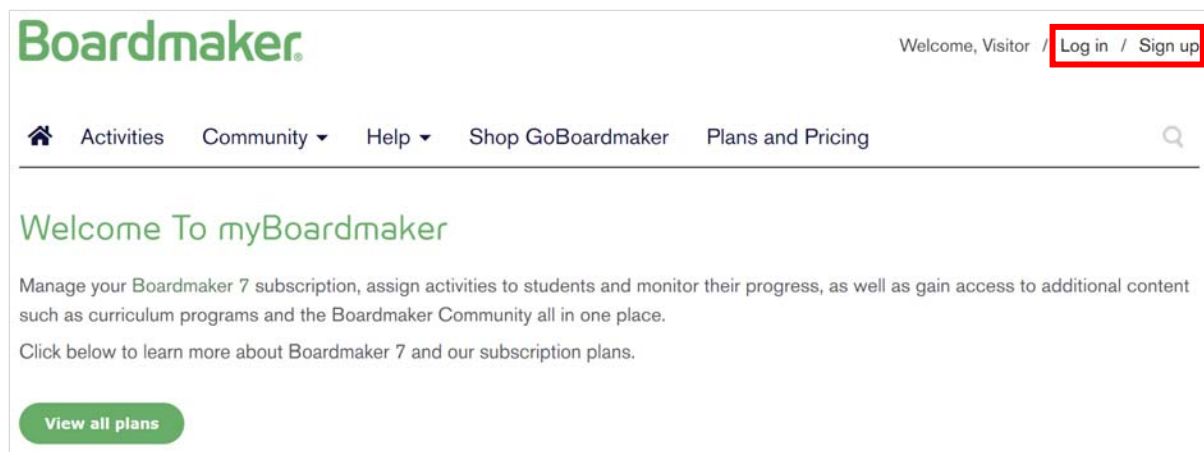 Boardmaker®
Welcome, Visitor / Log in / Sign up
Activities Community Help Shop GoBoardmaker Plans and Pricing
Welcome To myBoardmaker
Manage your Boardmaker 7 subscription, assign activities to students and monitor their progress, as well as gain access to additional content
such as curriculum programs and the Boardmaker Community all in one place.
Click below to learn more about Boardmaker 7 and our subscription plans.
View all plans